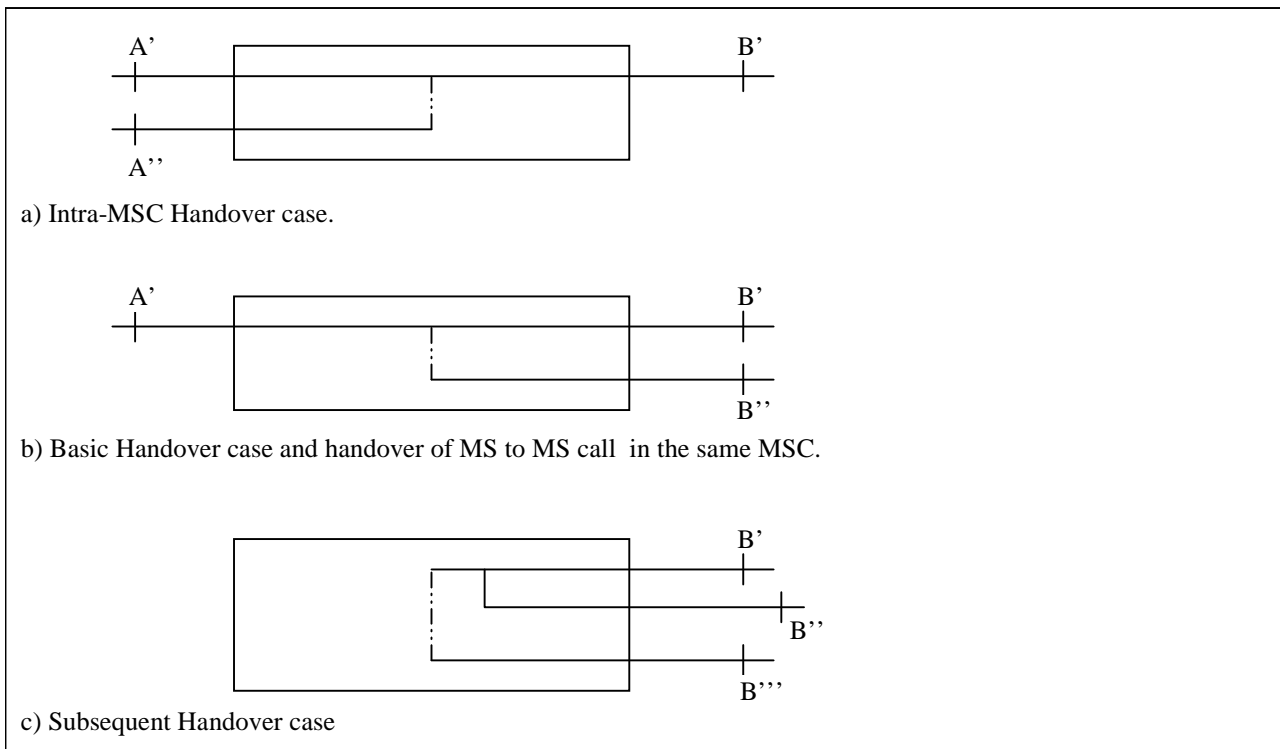 A’ B’
A’’
a) Intra-MSC Handover case.
A’ B’
B’’
b) Basic Handover case and handover of MS to MS call in the same MSC.
B’
B’’
B’’’
c) Subsequent Handover case